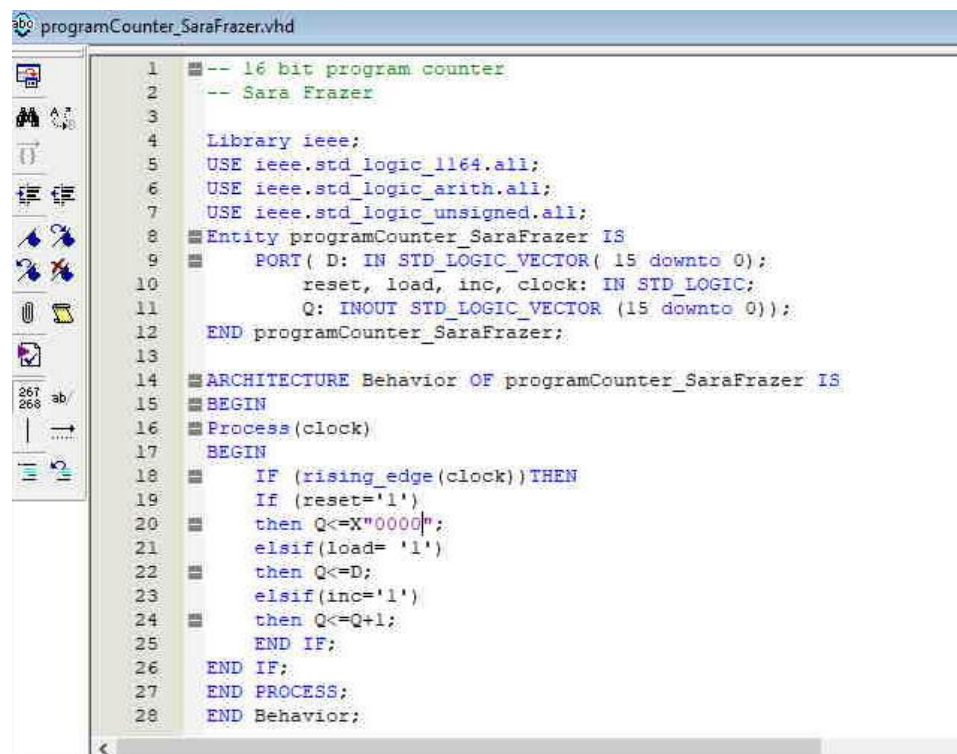 programCounter_SaraFrazer.vhd
1 -- 16 bit program counter
2 -- Sara Frazer
3
4 Library ieee;
5 USE ieee.std_logic_1164.all;
6 USE ieee.std_logic_arith.all;
7 USE ieee.std_logic_unsigned.all;
8 Entity programCounter_SaraFrazer IS
9 PORT( D: IN STD_LOGIC_VECTOR( 15 downto 0);
10 reset, load, inc, clock: IN STD_LOGIC;
11 Q: INOUT STD_LOGIC_VECTOR (15 downto 0));
12 END programCounter_SaraFrazer;
13
14 ARCHITECTURE Behavior OF programCounter_SaraFrazer IS
15 BEGIN
16 Process(clock)
17 BEGIN
18 IF (rising_edge(clock))THEN
19 If (reset='1')
20 then Q<=X"0000";
21 elsif(load= '1')
22 then Q<=D;
23 elsif(inc='1')
24 then Q<=Q+1;
25 END IF;
26 END IF;
27 END PROCESS;
28 END Behavior;
267
268 ab/